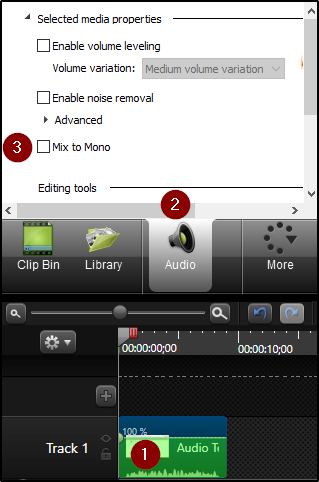 Selected media properties
Enable volume leveling
Volume variation: Medium volume variation
Enable noise removal
Advanced
3 Mix to Mono
Editing tools
2
Clip Bin Library Audio More
00:00:00;00 00:00:10;00
100 %
Track 1 1 Audio T